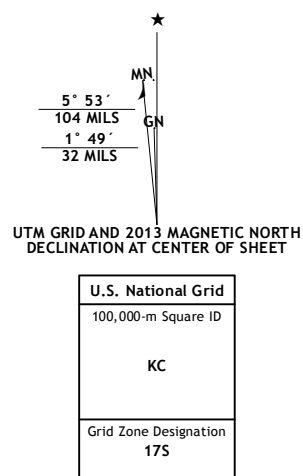 ★
MN.
GN
5° 53´
104 MILS
1° 49´
32 MILS
UTM GRID AND 2013 MAGNETIC NORTH
DECLINATION AT CENTER OF SHEET
U.S. National Grid
100,000-m Square ID
KC
Grid Zone Designation
17S